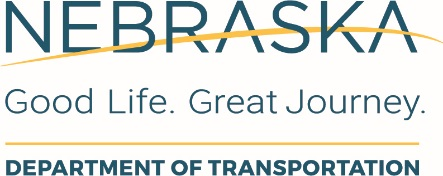 NEBRASKA
Good Life. Great Journey.
DEPARTMENT OF TRANSPORTATION